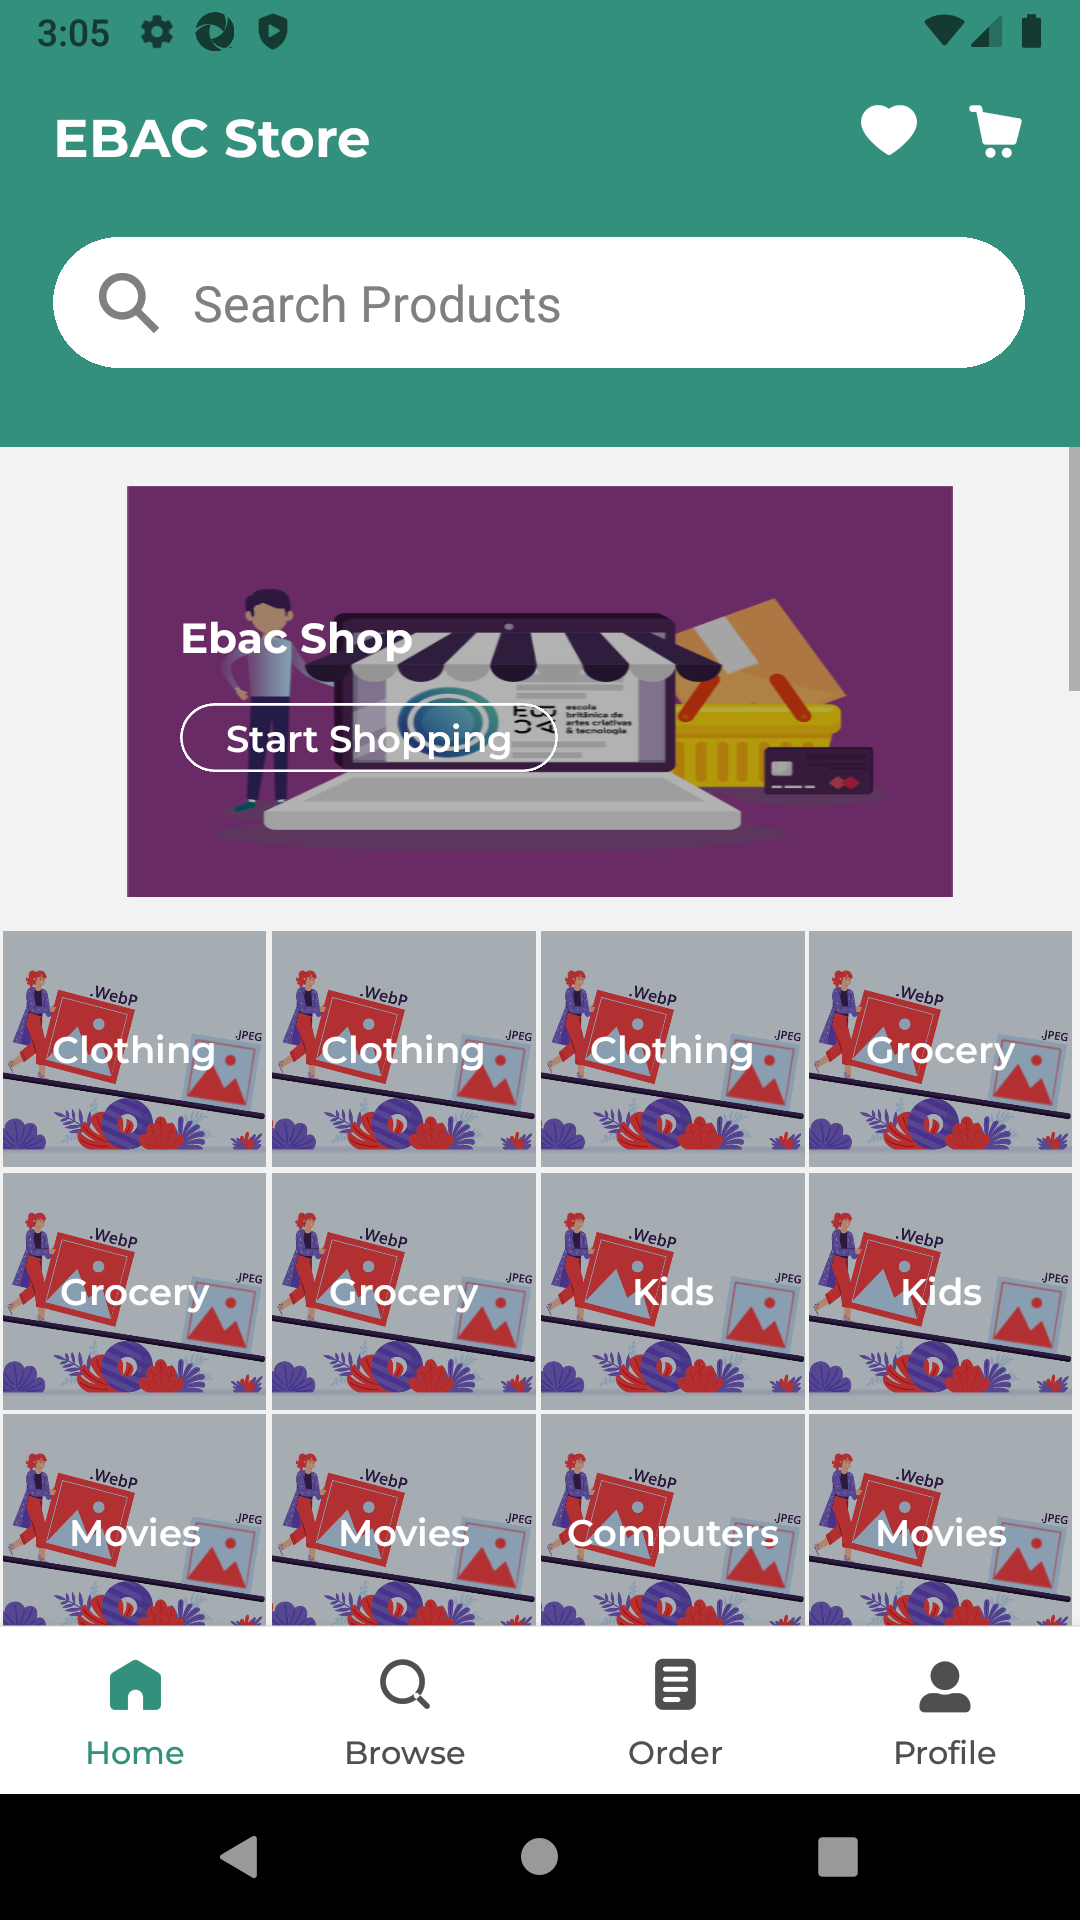 3:05
EBAC Store
Search Products
Ebac Shop
Start Shopping
escola
britânica de
artes criativas
& tecnologia
.WebP .WebP .WebP .WebP
.JPEG .JPEG .JPEG .JPEG
Clothing Clothing Clothing Grocery
.WebP .WebP .WebP .WebP
.JPEG .JPEG .JPEG .JPEG
Grocery Grocery Kids Kids
.WebP .WebP .WebP .WebP
.JPEG .JPEG .JPEG .JPEG
Movies Movies Computers Movies
Home Browse Order Profile